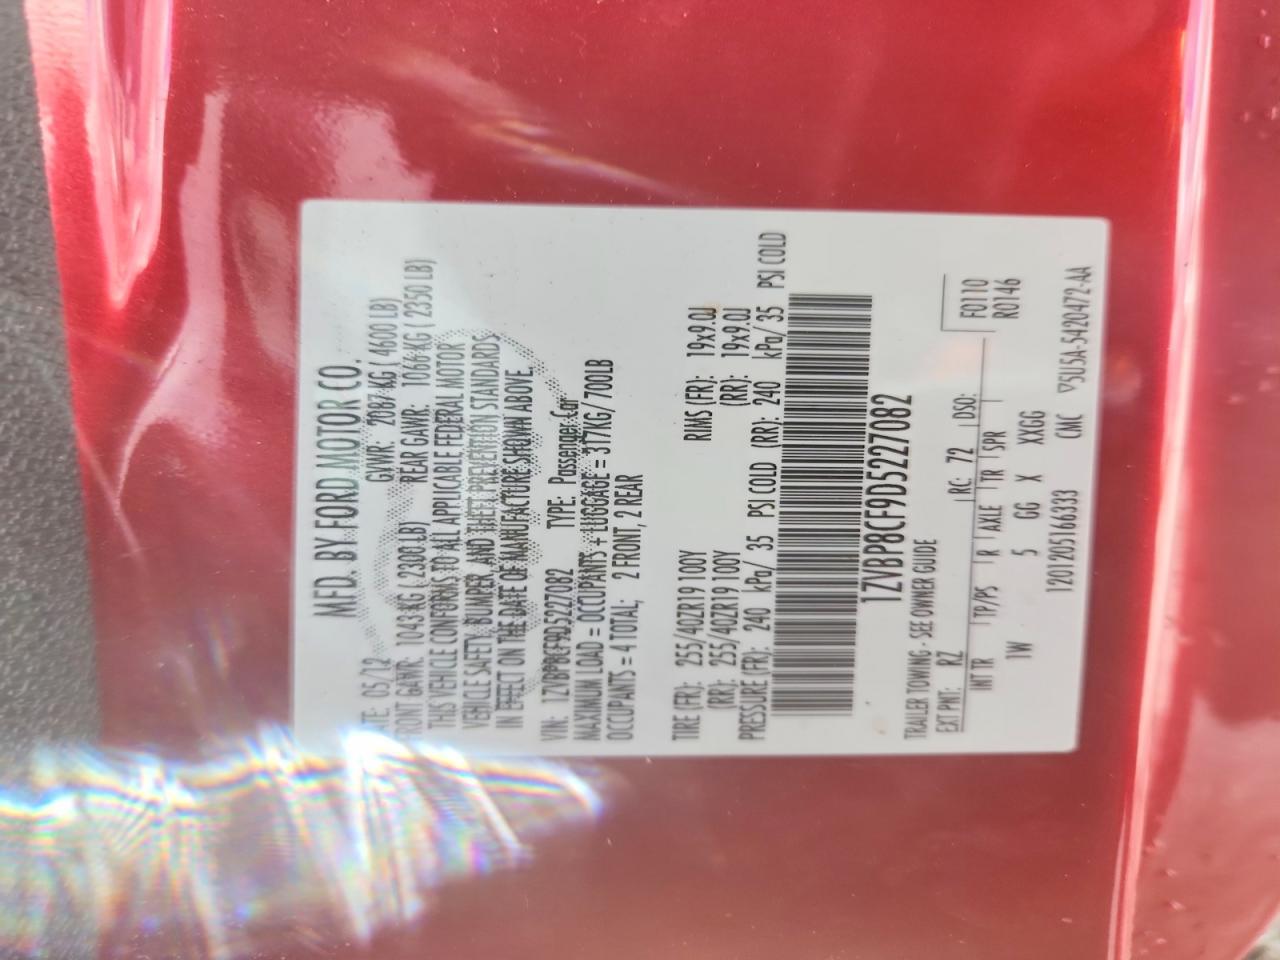 MFD. BY FORD MOTOR CO.
DATE: 05/12 GVWR: 2087 KG ( 4600 LB)
FRONT GAWR: 1043 KG ( 2300 LB) REAR GAWR: 1066 KG ( 2350 LB)
THIS VEHICLE CONFORMS TO ALL APPLICABLE FEDERAL MOTOR
VEHICLE SAFETY, BUMPER, AND THEFT PREVENTION STANDARDS
IN EFFECT ON THE DATE OF MANUFACTURE SHOWN ABOVE.
VIN: 1ZVBP8CF9D5227082 TYPE: Passenger Car
MAXIMUM LOAD = OCCUPANTS + LUGGAGE = 317KG/ 700LB
OCCUPANTS = 4 TOTAL; 2 FRONT, 2 REAR
TIRE (FR): 255/40ZR19 100Y RIMS (FR): 19x9.0J
(RR): 255/40ZR19 100Y (RR): 19x9.0J
PRESSURE (FR): 240 kPa/ 35 PSI COLD (RR): 240 kPa/ 35 PSI COLD
1ZVBP8CF9D5227082
TRAILER TOWING - SEE OWNER GUIDE
EXT PNT: RZ RC: 72 DSO: F0110
INT TR TP/PS R AXLE TR SPR R0146
1W 5 GG X XXGG
12012051 66333 CMC ▽5U5A-5420472-AA